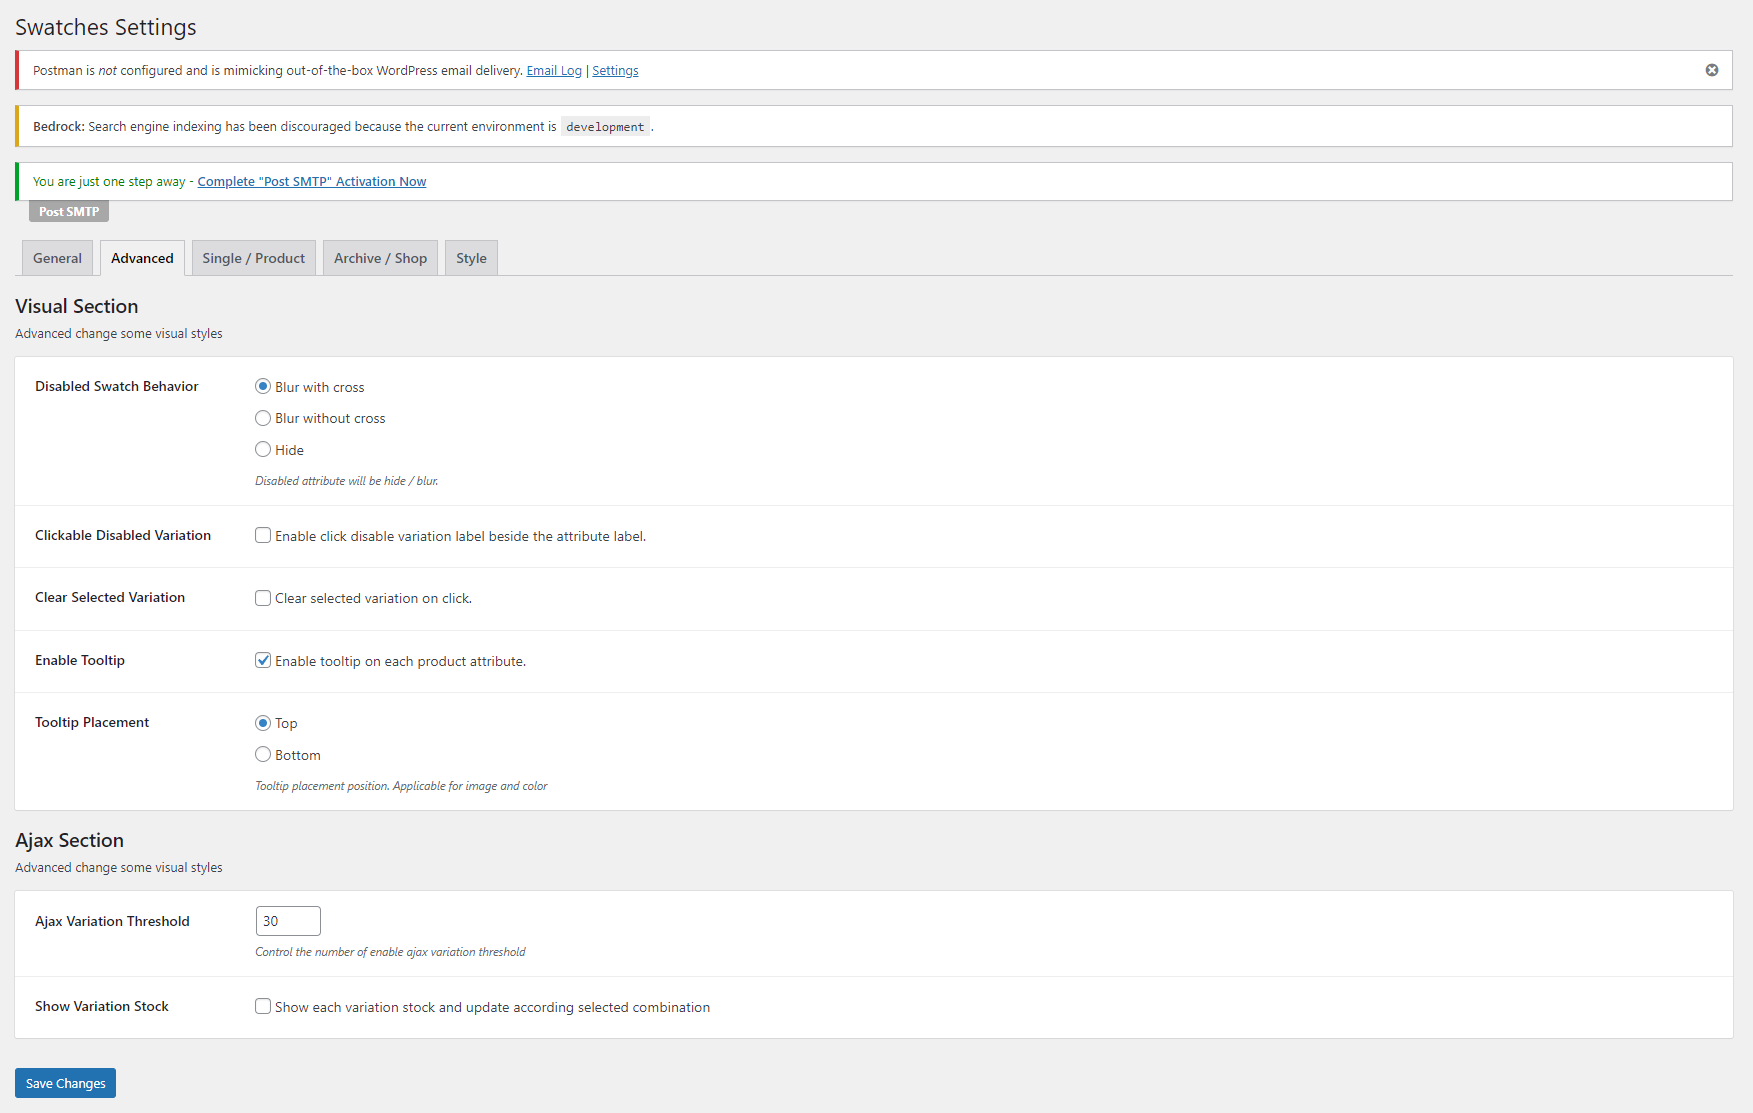 Swatches Settings
Postman is not configured and is mimicking out-of-the-box WordPress email delivery. Email Log | Settings
Bedrock: Search engine indexing has been discouraged because the current environment is development .
You are just one step away - Complete "Post SMTP" Activation Now
Post SMTP
General
Advanced
Single / Product
Archive / Shop
Style
Visual Section
Advanced change some visual styles
Disabled Swatch Behavior
Blur with cross
Blur without cross
Hide
Disabled attribute will be hide / blur.
Clickable Disabled Variation
Enable click disable variation label beside the attribute label.
Clear Selected Variation
Clear selected variation on click.
Enable Tooltip
Enable tooltip on each product attribute.
Tooltip Placement
Top
Bottom
Tooltip placement position. Applicable for image and color
Ajax Section
Advanced change some visual styles
Ajax Variation Threshold
30
Control the number of enable ajax variation threshold
Show Variation Stock
Show each variation stock and update according selected combination
Save Changes